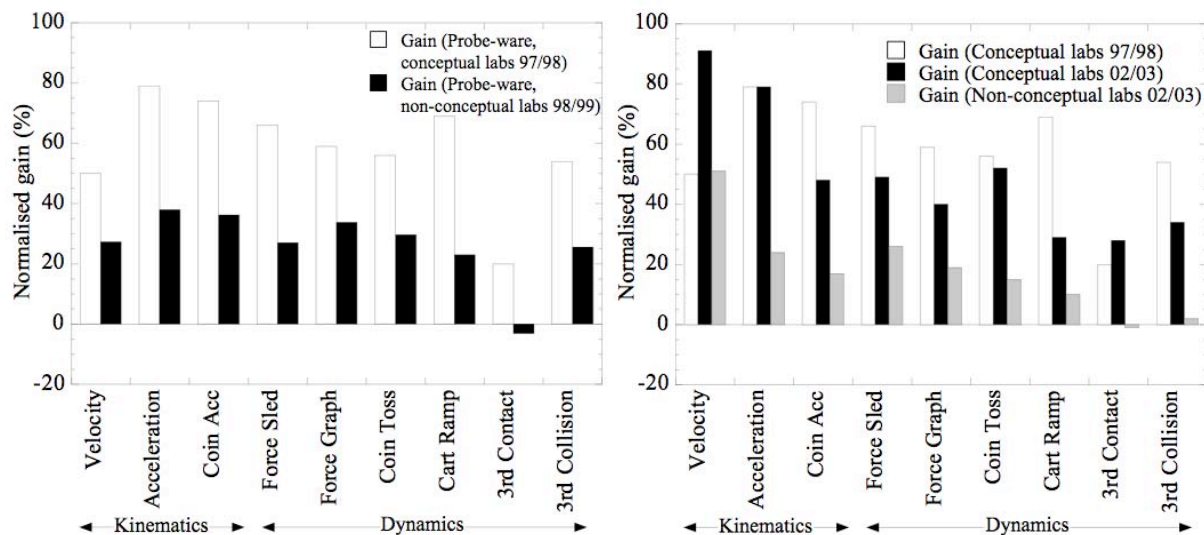 100
80
60
40
20
0
-20
Normalised gain (%)
Gain (Probe-ware,
conceptual labs 97/98)
Gain (Probe-ware,
non-conceptual labs 98/99)
Velocity
Acceleration
Coin Acc
Force Sled
Force Graph
Coin Toss
Cart Ramp
3rd Contact
3rd Collision
Kinematics
Dynamics
100
80
60
40
20
0
-20
Normalised gain (%)
Gain (Conceptual labs 97/98)
Gain (Conceptual labs 02/03)
Gain (Non-conceptual labs 02/03)
Velocity
Acceleration
Coin Acc
Force Sled
Force Graph
Coin Toss
Cart Ramp
3rd Contact
3rd Collision
Kinematics
Dynamics